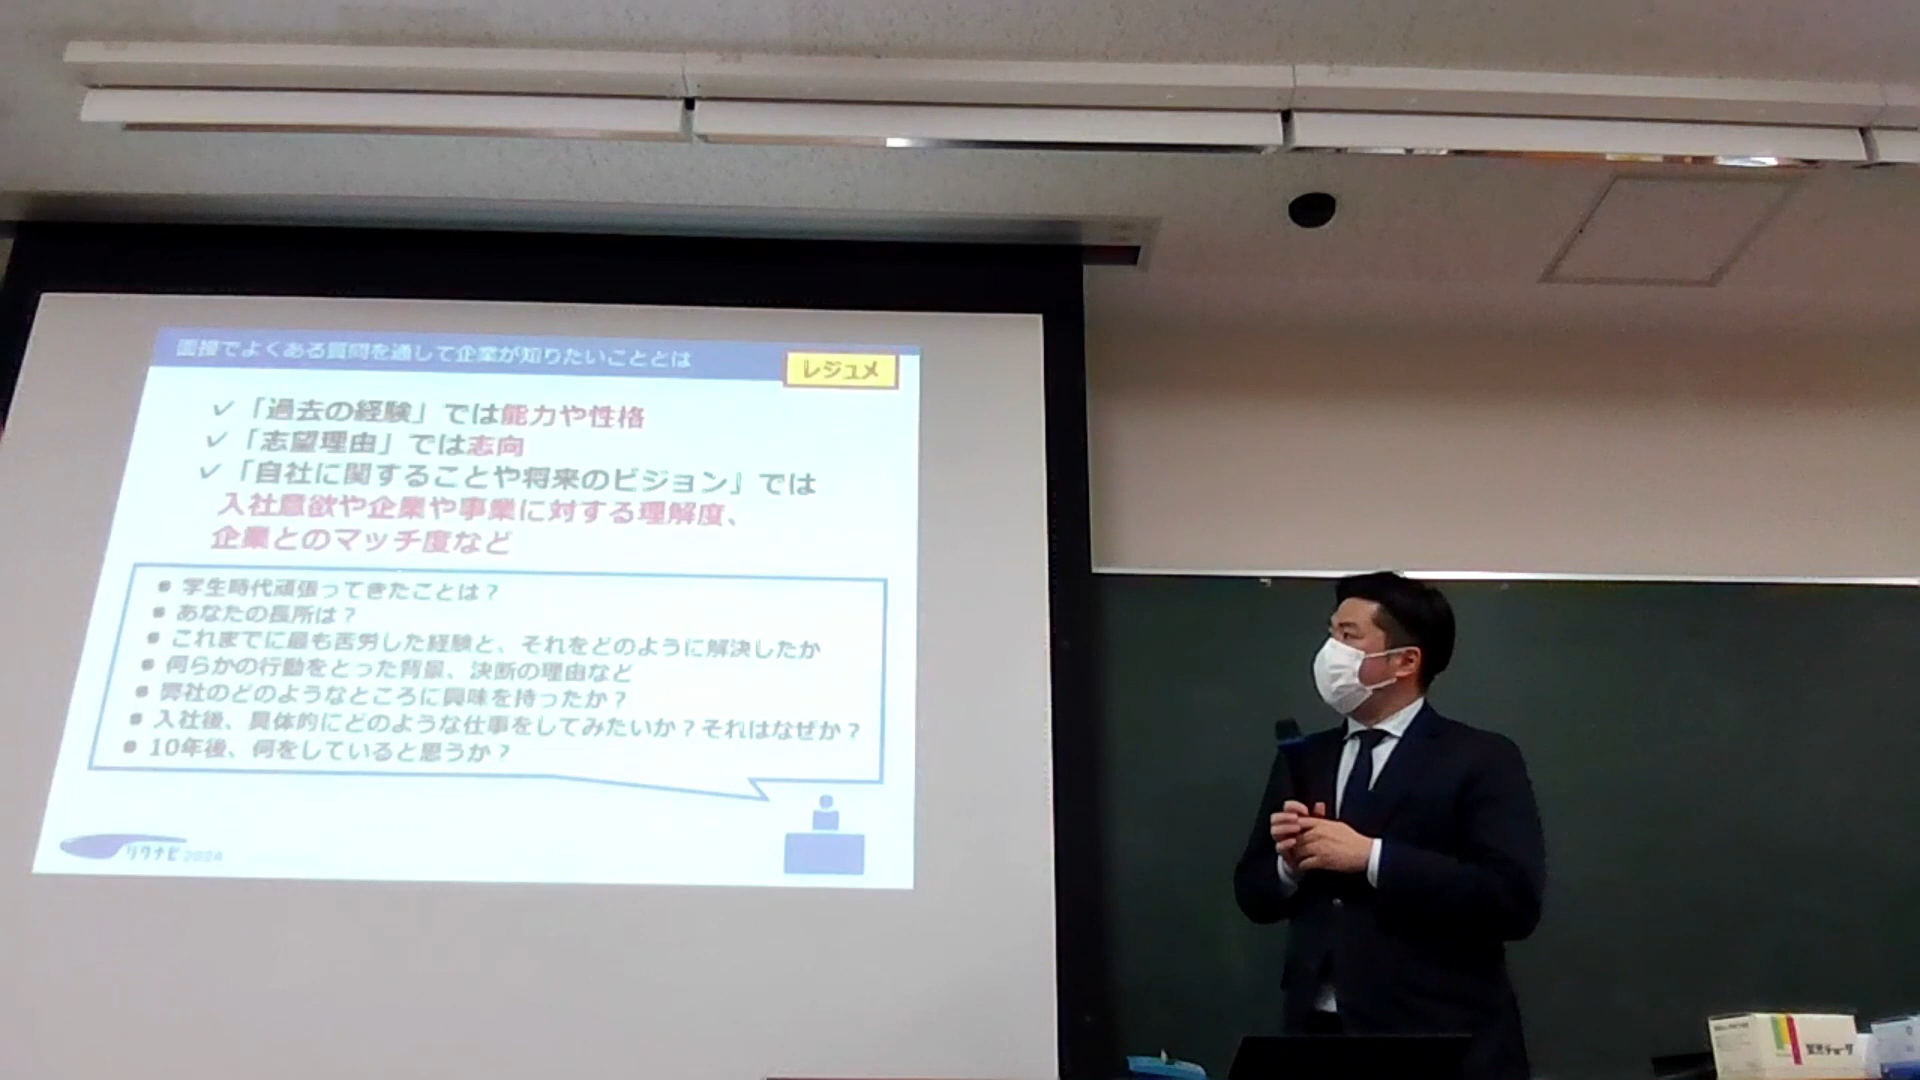 面接でよくある質問を通して企業が知りたいこととは
レジュメ
✓「過去の経験」では能力や性格
✓「志望理由」では志向
✓「自社に関することや将来のビジョン」では
入社意欲や企業や事業に対する理解度、
企業とのマッチ度など
● 学生時代頑張ってきたことは？
● あなたの長所は？
● これまでに最も苦労した経験と、それをどのように解決したか
● 何らかの行動をとった背景、決断の理由など
● 弊社のどのようなところに興味を持ったか？
● 入社後、具体的にどのような仕事をしてみたいか？それはなぜか？
● 10年後、何をしていると思うか？
リクナビ2024